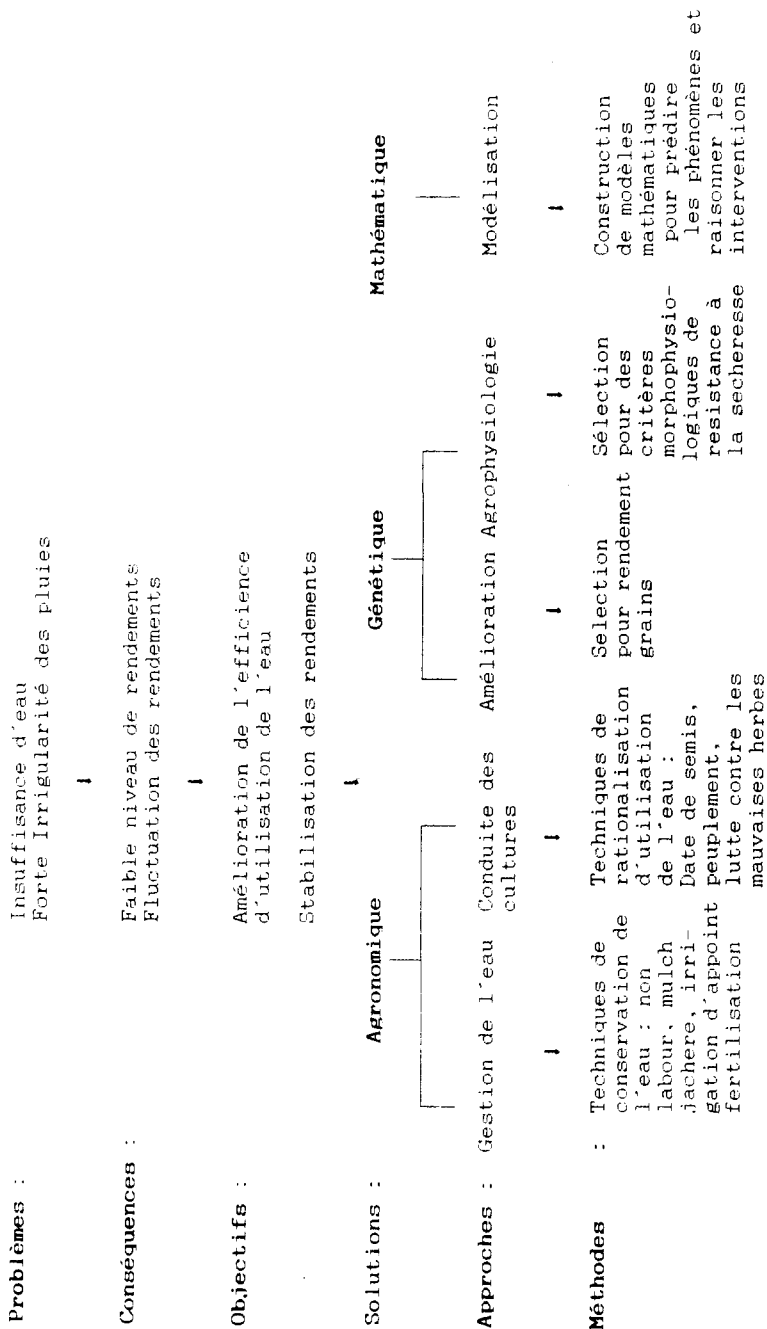 Problèmes :
Insuffisance d'eau
Forte Irrigularité des pluies
Conséquences :
Faible niveau de rendements
Fluctuation des rendements
Objectifs :
Amélioration de l'efficience
d'utilisation de l'eau
Stabilisation des rendements
Solutions :
Agronomique
Génétique
Mathématique
Approches :
Gestion de l'eau
Conduite des
cultures
Amélioration
Agrophysiologie
Modélisation
Méthodes :
Techniques de
conservation de
l'eau : non
labour, mulch
jachere, irri-
gation d'appoint
fertilisation
Techniques de
rationalisation
d'utilisation
de l'eau :
Date de semis,
peuplement,
lutte contre les
mauvaises herbes
Selection
pour rendement
grains
Sélection
pour des
critères
morphophysio-
logiques de
resistance à
la secheresse
Construction
de modèles
mathématiques
pour prédire
les phénomènes et
raisonner les
interventions